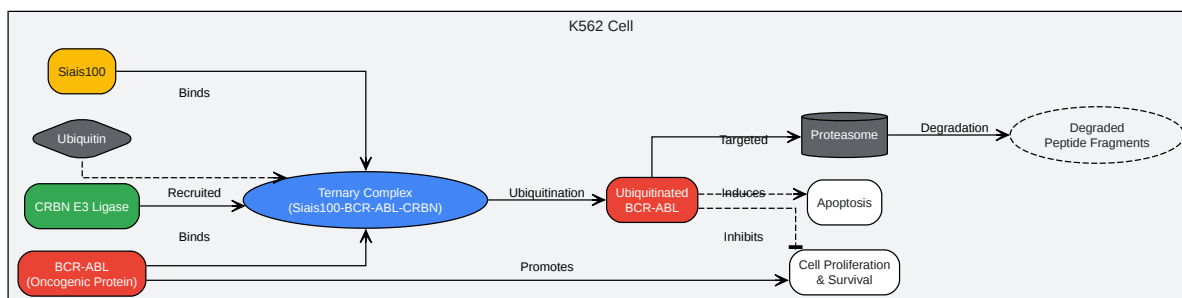 K562 Cell
Siais100
Binds
Ubiquitin
Proteasome
Degradation
Degraded
Peptide Fragments
Targeted
CRBN E3 Ligase
Recruited
Ternary Complex
(Siais100-BCR-ABL-CRBN)
Ubiquitination
Ubiquitinated
BCR-ABL
Induces
Apoptosis
Binds
Inhibits
BCR-ABL
(Oncogenic Protein)
Promotes
Cell Proliferation
& Survival